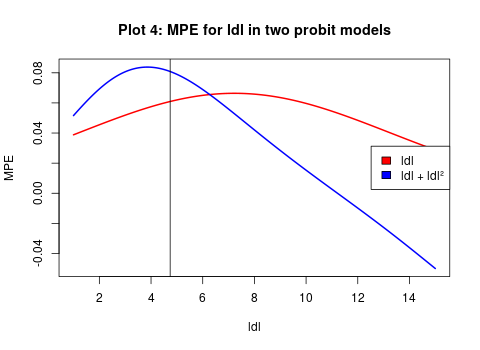 Plot 4: MPE for ldl in two probit models
MPE
0.08
0.04
0.00
-0.04
ldl
ldl + ldl²
2 4 6 8 10 12 14
ldl